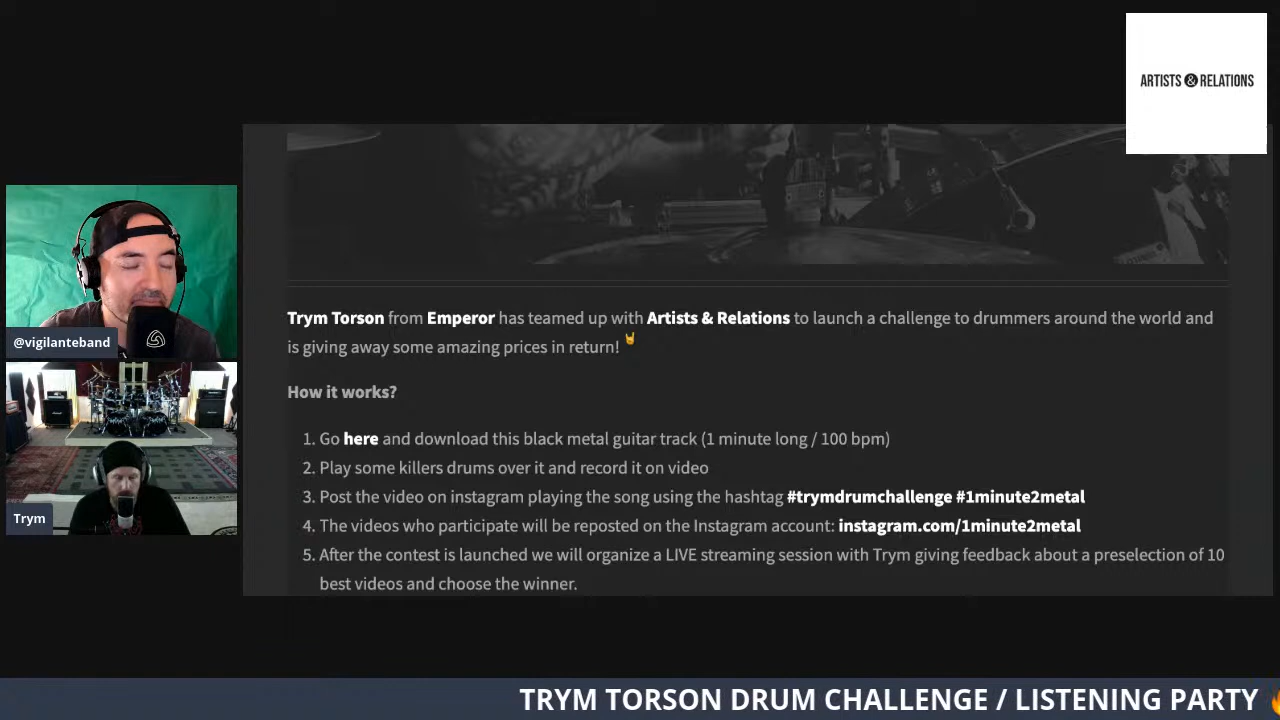 ARTISTS & RELATIONS
@vigilanteband
Trym
Trym Torson from Emperor has teamed up with Artists & Relations to launch a challenge to drummers around the world and
is giving away some amazing prices in return! 🤘
How it works?
1. Go here and download this black metal guitar track (1 minute long / 100 bpm)
2. Play some killers drums over it and record it on video
3. Post the video on instagram playing the song using the hashtag #trymdrumchallenge #1minute2metal
4. The videos who participate will be reposted on the Instagram account: instagram.com/1minute2metal
5. After the contest is launched we will organize a LIVE streaming session with Trym giving feedback about a preselection of 10
best videos and choose the winner.
TRYM TORSON DRUM CHALLENGE / LISTENING PARTY